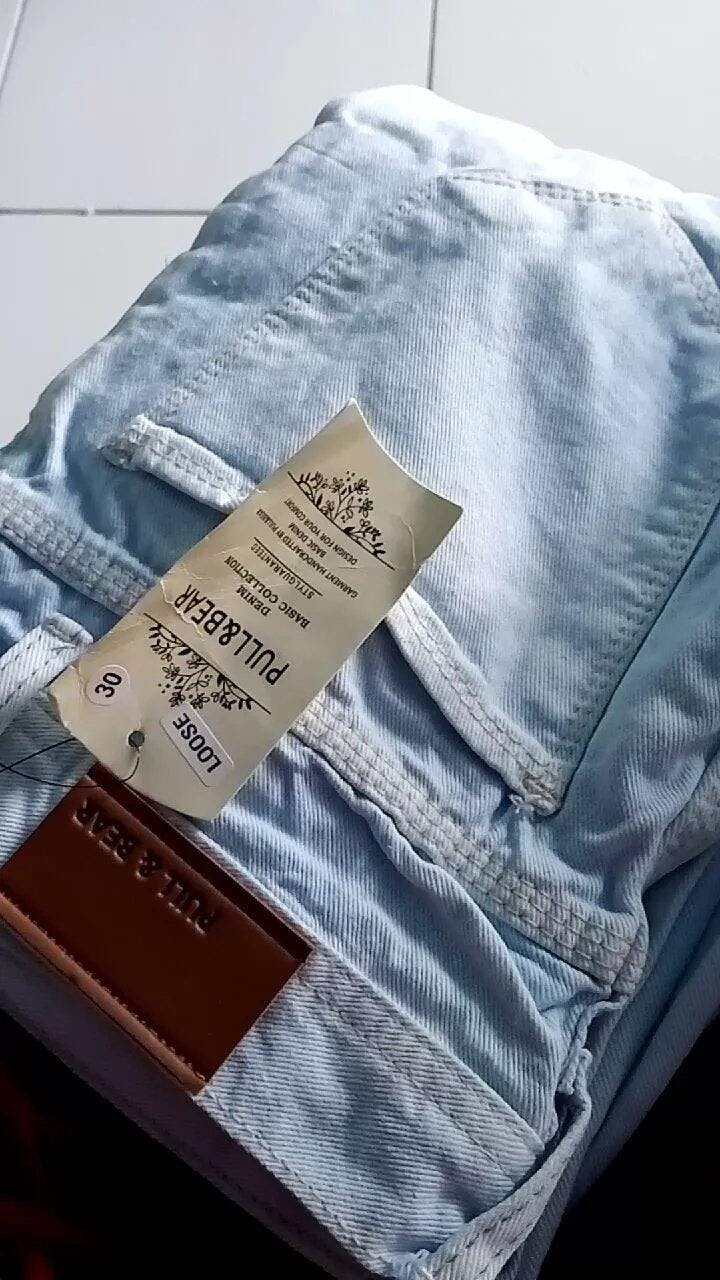 LOOSE
30
PULL&BEAR
DENIM
BASIC COLLECTION
STYLGUARANTEED
GARMENT HANDCRAFTED BY PULL&BEAR
BASIC DENIM
DESIGN FOR YOUR COMFORT
PULL & BEAR